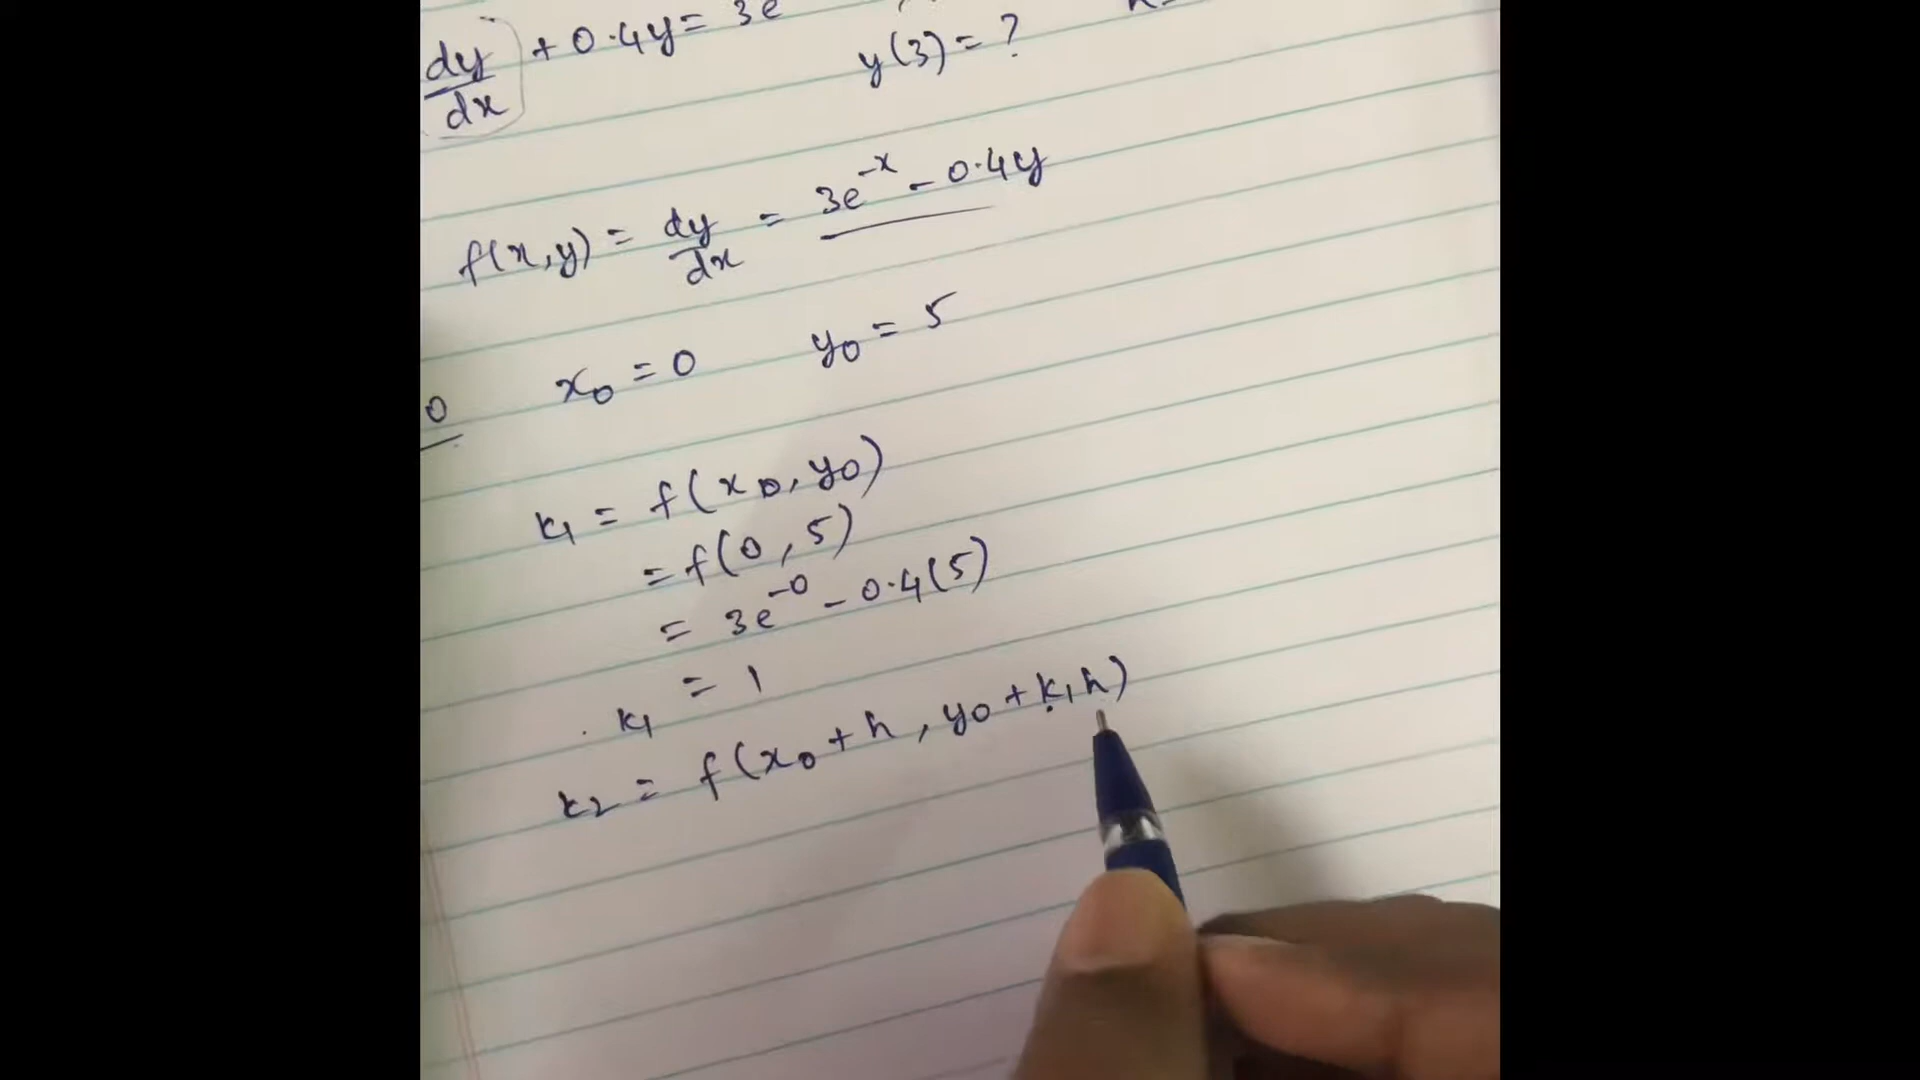 dy/dx + 0.4y = 3e
y(3) = ?
f(x,y) = dy/dx = 3e^-x - 0.4y
0
x0 = 0 y0 = 5
k1 = f(x0, y0)
= f(0, 5)
= 3e^-0 - 0.4(5)
k1 = 1
k2 = f(x0 + h, y0 + k1h)